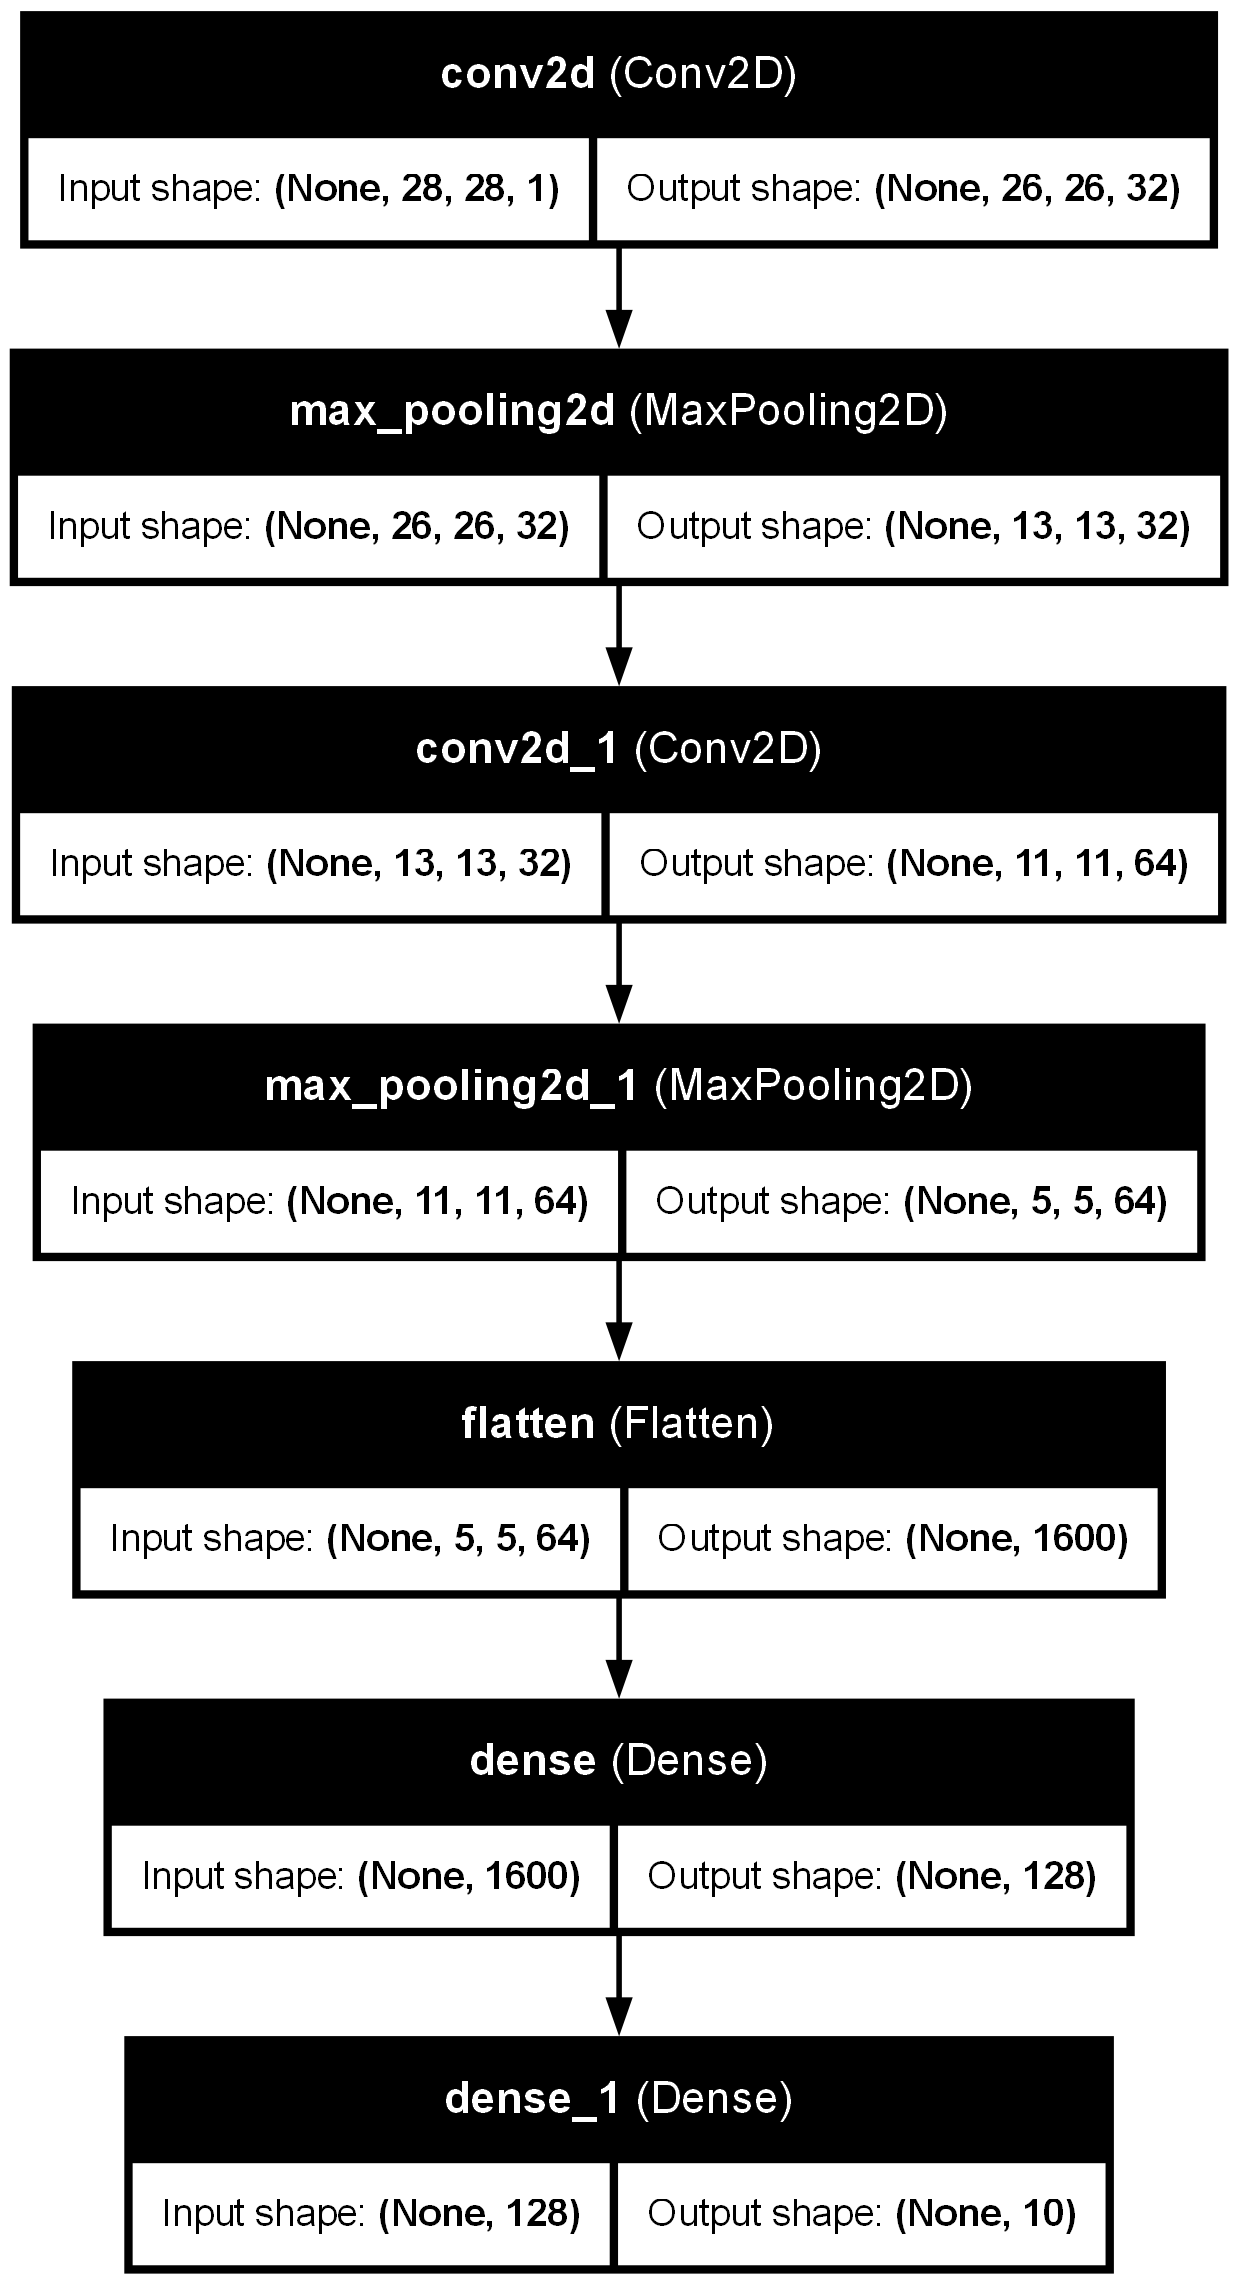 conv2d (Conv2D)
Input shape: (None, 28, 28, 1) Output shape: (None, 26, 26, 32)
max_pooling2d (MaxPooling2D)
Input shape: (None, 26, 26, 32) Output shape: (None, 13, 13, 32)
conv2d_1 (Conv2D)
Input shape: (None, 13, 13, 32) Output shape: (None, 11, 11, 64)
max_pooling2d_1 (MaxPooling2D)
Input shape: (None, 11, 11, 64) Output shape: (None, 5, 5, 64)
flatten (Flatten)
Input shape: (None, 5, 5, 64) Output shape: (None, 1600)
dense (Dense)
Input shape: (None, 1600) Output shape: (None, 128)
dense_1 (Dense)
Input shape: (None, 128) Output shape: (None, 10)